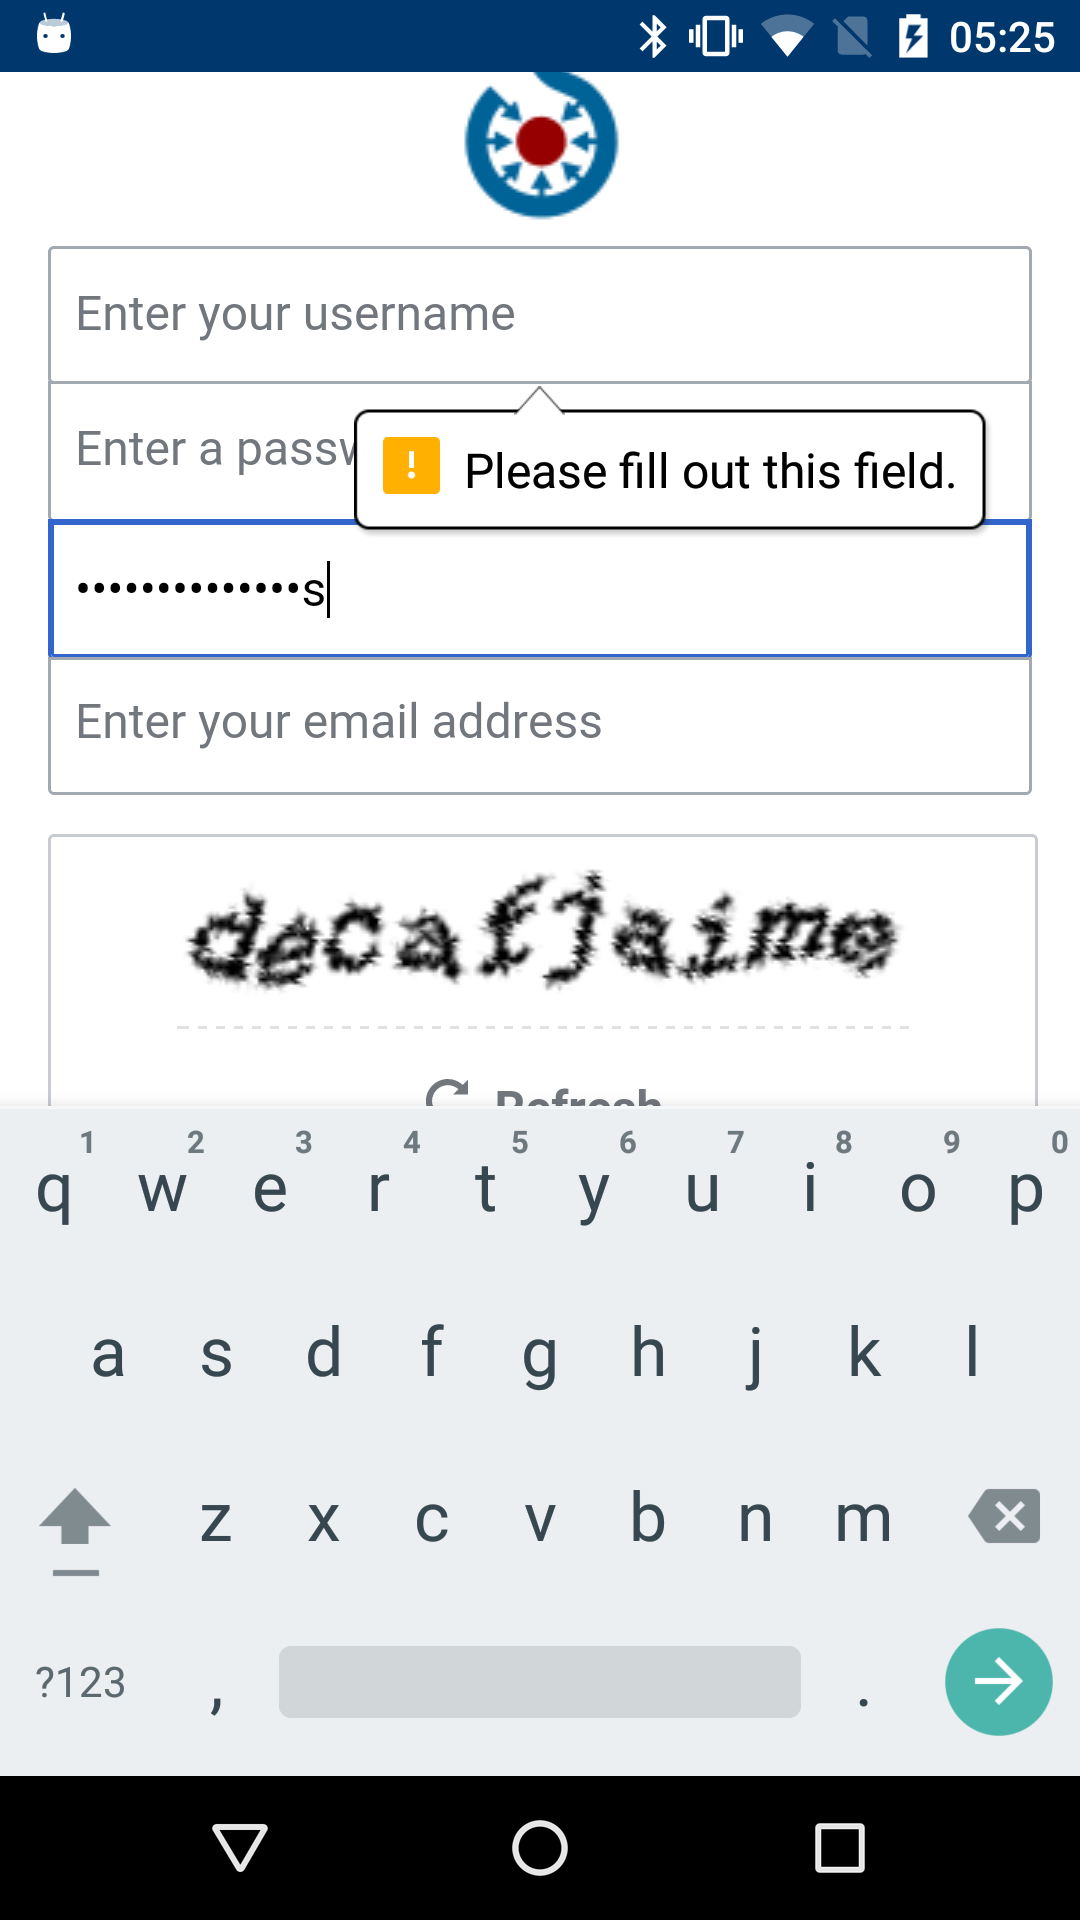 05:25
Enter your username
Enter a passw
Please fill out this field.
••••••••••••••s
Enter your email address
decafjaime
Refresh
1 2 3 4 5 6 7 8 9 0
q w e r t y u i o p
a s d f g h j k l
z x c v b n m
?123 , .